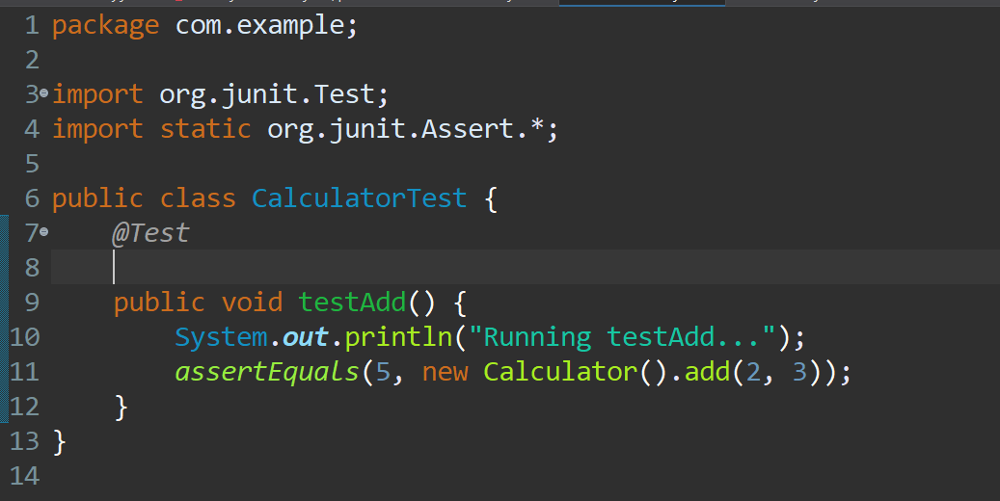 1 package com.example;
2
3 import org.junit.Test;
4 import static org.junit.Assert.*;
5
6 public class CalculatorTest {
7     @Test
8
9     public void testAdd() {
10         System.out.println("Running testAdd...");
11         assertEquals(5, new Calculator().add(2, 3));
12     }
13 }
14